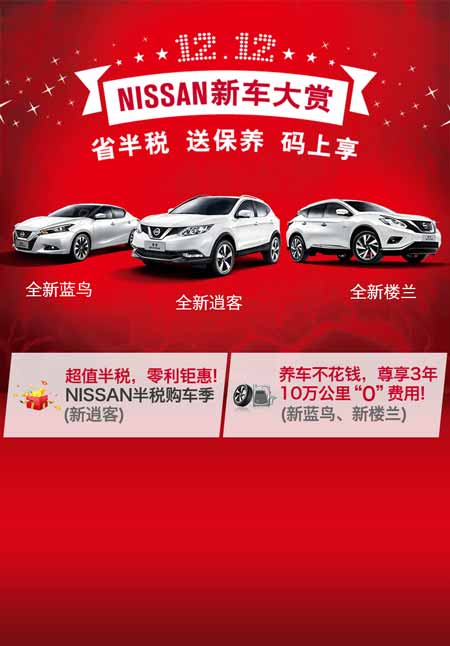 12.12
NISSAN新车大赏
省半税 送保养 码上享
全新蓝鸟
全新逍客
全新楼兰
超值半税，零利钜惠！
NISSAN半税购车季
(新逍客)
养车不花钱，尊享3年
10万公里“0”费用！
(新蓝鸟、新楼兰)